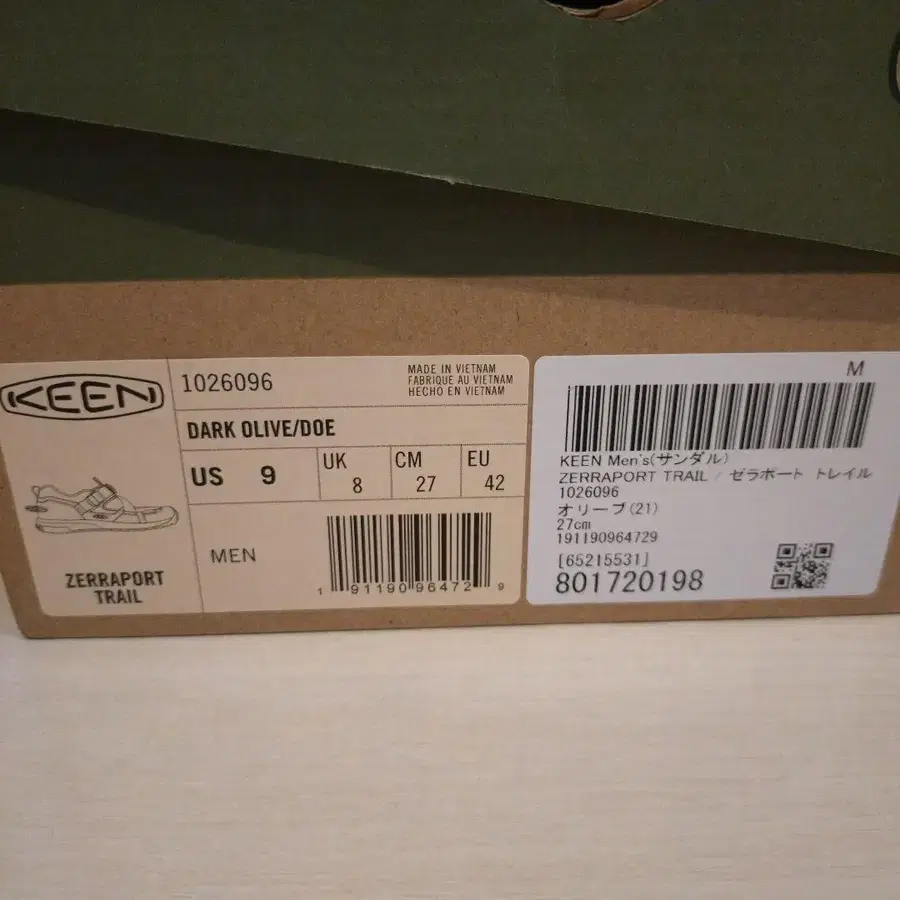 KEEN
1026096
MADE IN VIETNAM
FABRIQUE AU VIETNAM
HECHO EN VIETNAM
DARK OLIVE/DOE
US 9
UK 8
CM 27
EU 42
MEN
ZERRAPORT
TRAIL
1 91190 96472 9
M
KEEN Men's(サンダル)
ZERRAPORT TRAIL / ゼラポート トレイル
1026096
オリーブ(21)
27cm
191190964729
[65215531]
801720198